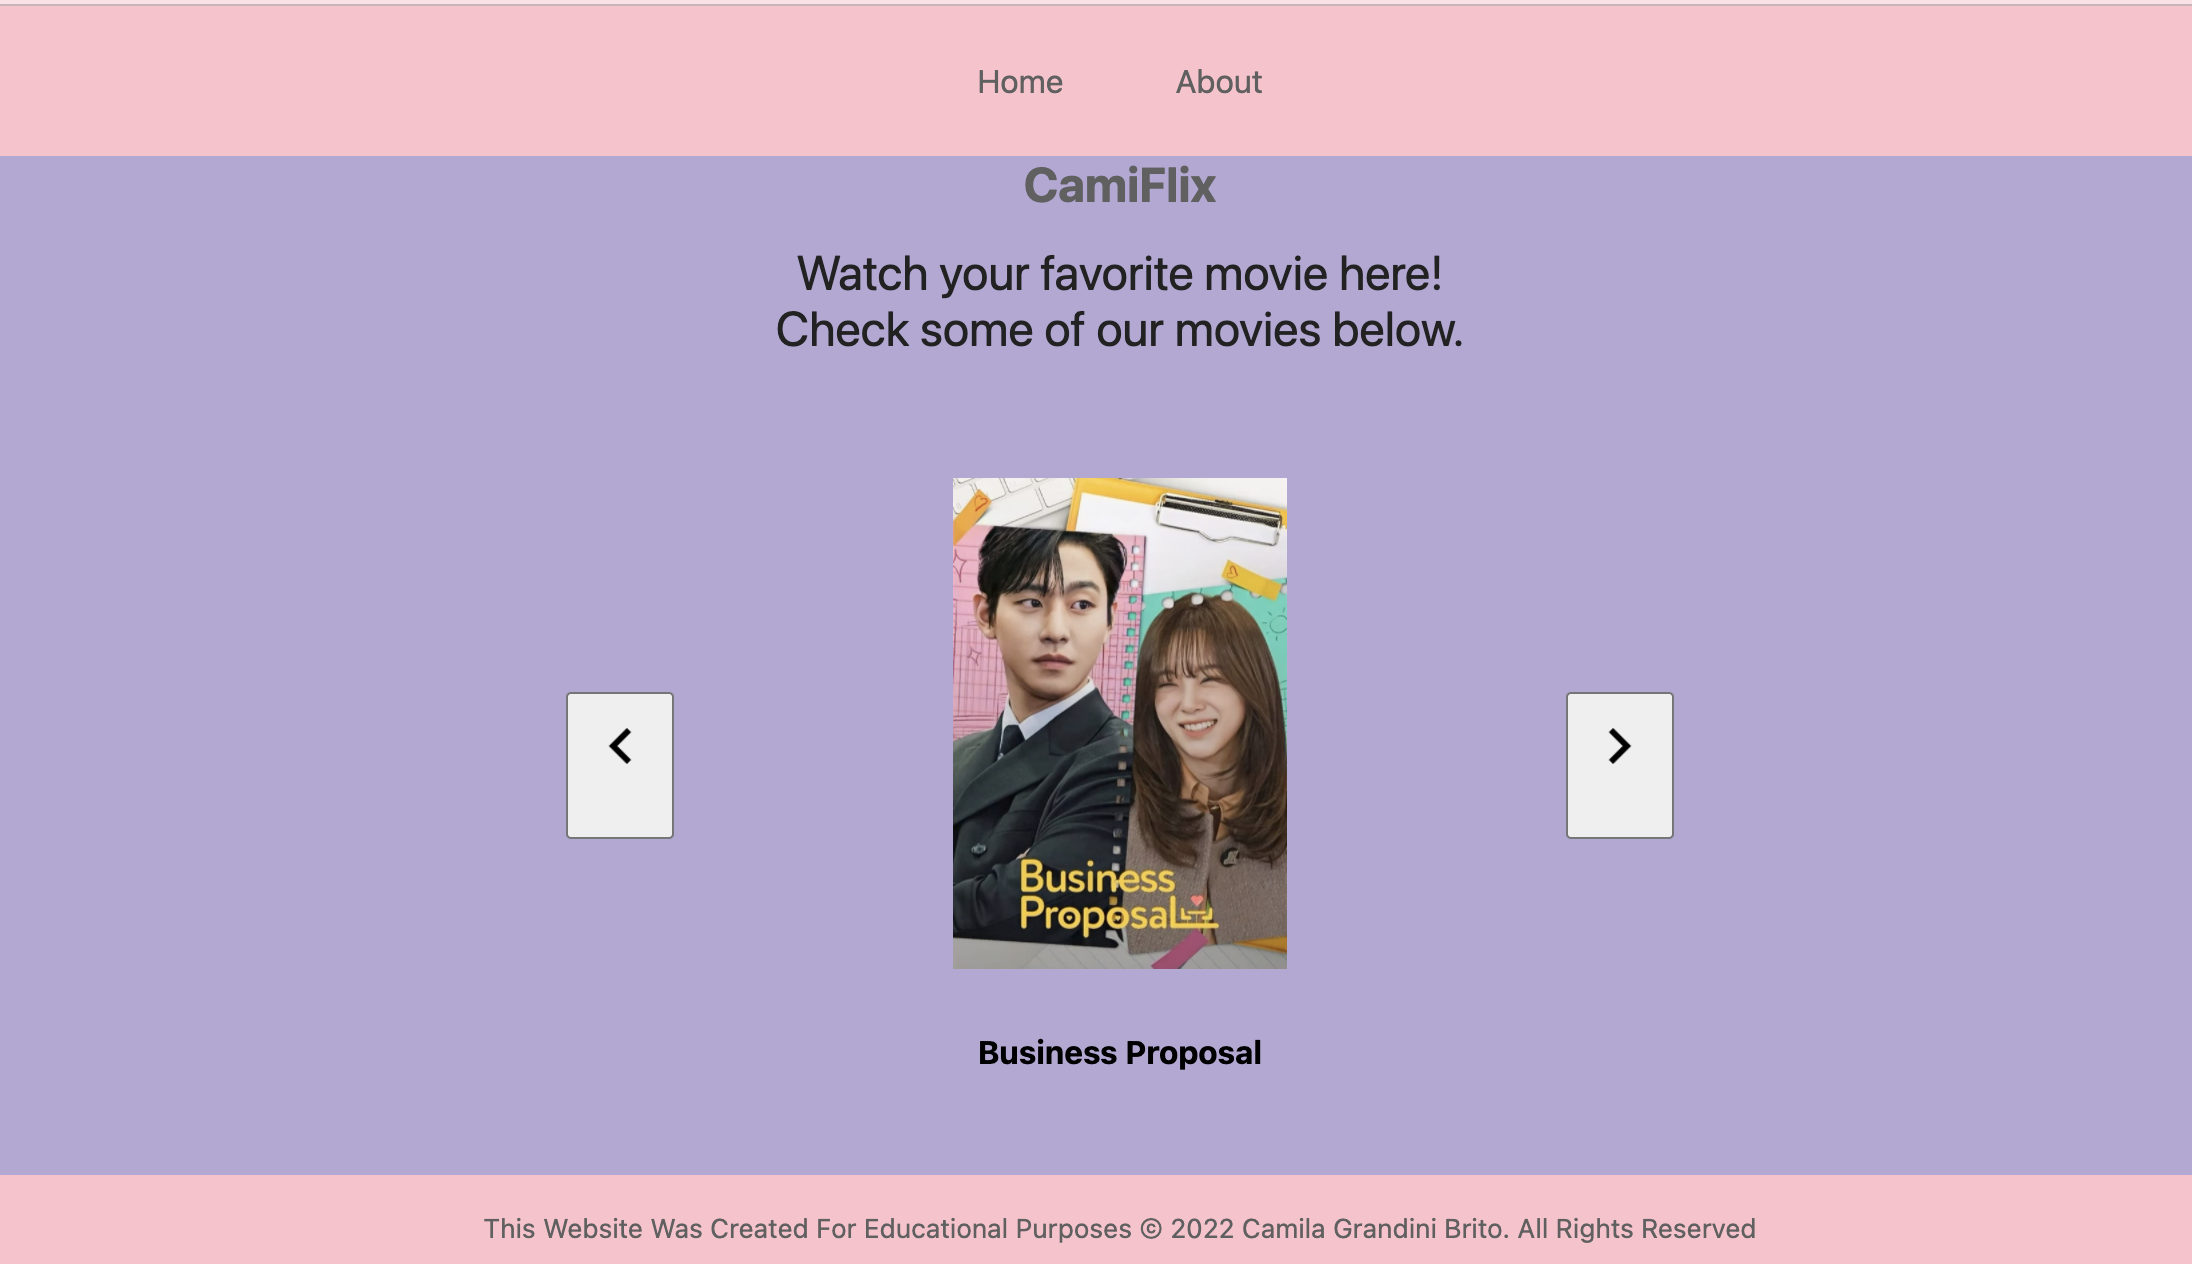 Home About
CamiFlix
Watch your favorite movie here!
Check some of our movies below.
Business
Proposal
Business Proposal
This Website Was Created For Educational Purposes © 2022 Camila Grandini Brito. All Rights Reserved